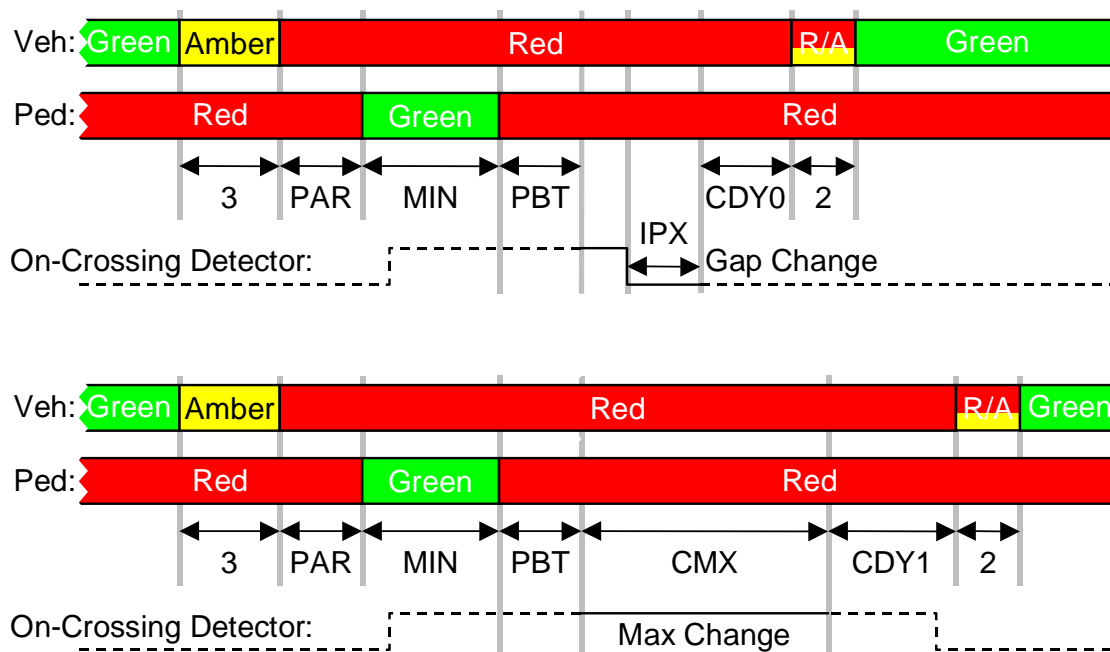 Veh: Green Amber Red R/A Green
Ped: Red Green Red
3 PAR MIN PBT CDY0 2
IPX
On-Crossing Detector: Gap Change
Veh: Green Amber Red R/A Green
Ped: Red Green Red
3 PAR MIN PBT CMX CDY1 2
On-Crossing Detector: Max Change